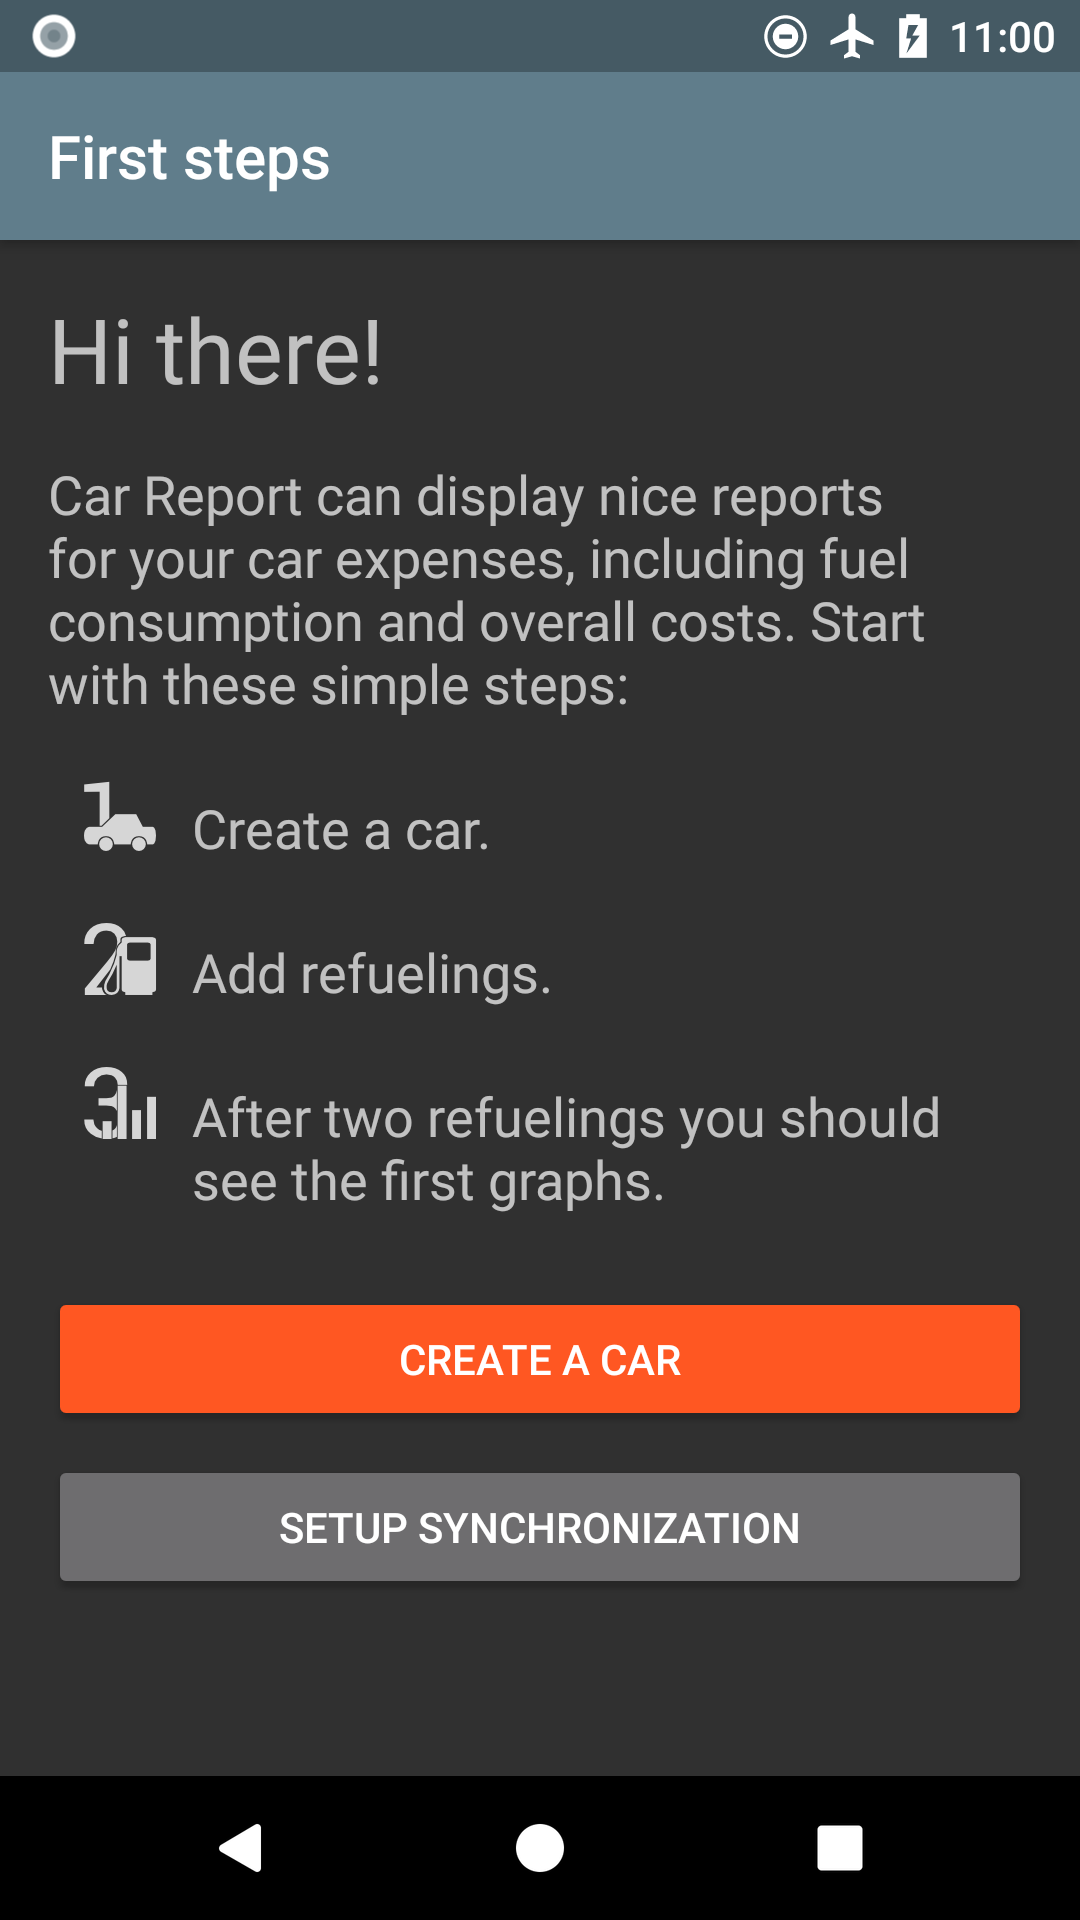 11:00
First steps
Hi there!
Car Report can display nice reports
for your car expenses, including fuel
consumption and overall costs. Start
with these simple steps:
1 Create a car.
2 Add refuelings.
3 After two refuelings you should
see the first graphs.
CREATE A CAR
SETUP SYNCHRONIZATION